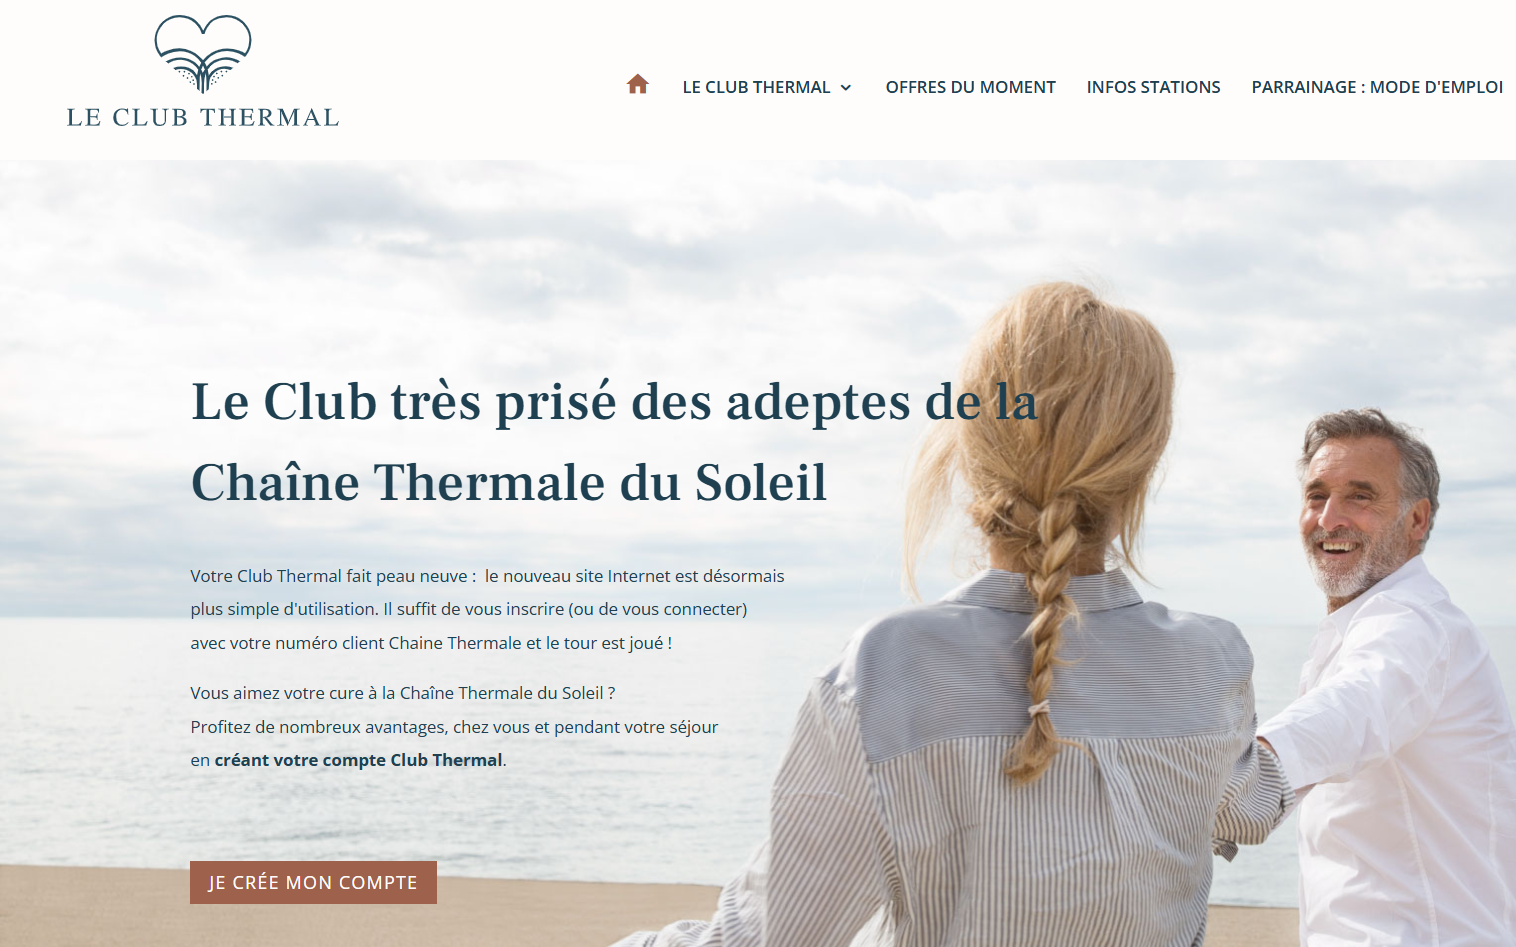 LE CLUB THERMAL
LE CLUB THERMAL
OFFRES DU MOMENT
INFOS STATIONS
PARRAINAGE : MODE D'EMPLOI
Le Club très prisé des adeptes de la
Chaîne Thermale du Soleil
Votre Club Thermal fait peau neuve :  le nouveau site Internet est désormais
plus simple d'utilisation. Il suffit de vous inscrire (ou de vous connecter)
avec votre numéro client Chaine Thermale et le tour est joué !
Vous aimez votre cure à la Chaîne Thermale du Soleil ?
Profitez de nombreux avantages, chez vous et pendant votre séjour
en créant votre compte Club Thermal.
JE CRÉE MON COMPTE